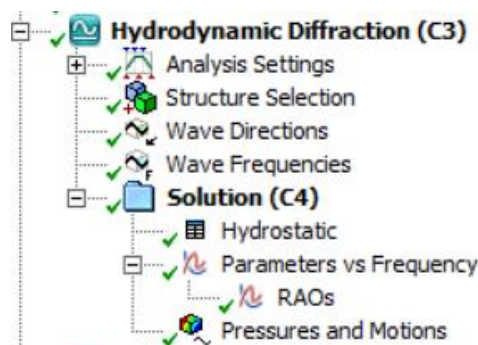 Hydrodynamic Diffraction (C3)
Analysis Settings
Structure Selection
Wave Directions
Wave Frequencies
Solution (C4)
Hydrostatic
Parameters vs Frequency
RAOs
Pressures and Motions